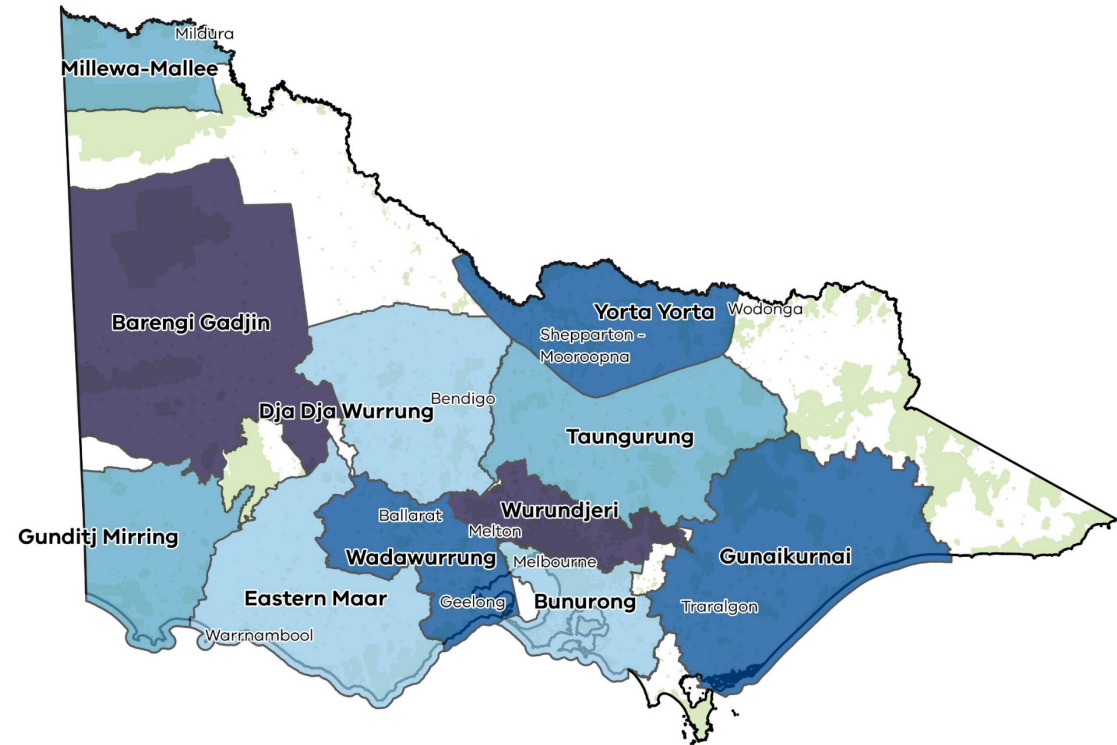 Mildura
Millewa-Mallee
Barengi Gadjin
Yorta Yorta
Wodonga
Shepparton -
Mooroopna
Bendigo
Dja Dja Wurrung
Taungurung
Gunditj Mirring
Ballarat
Wurundjeri
Melton
Wadawurrung
Melbourne
Gunaikurnai
Eastern Maar
Geelong
Bunurong
Traralgon
Warrnambool